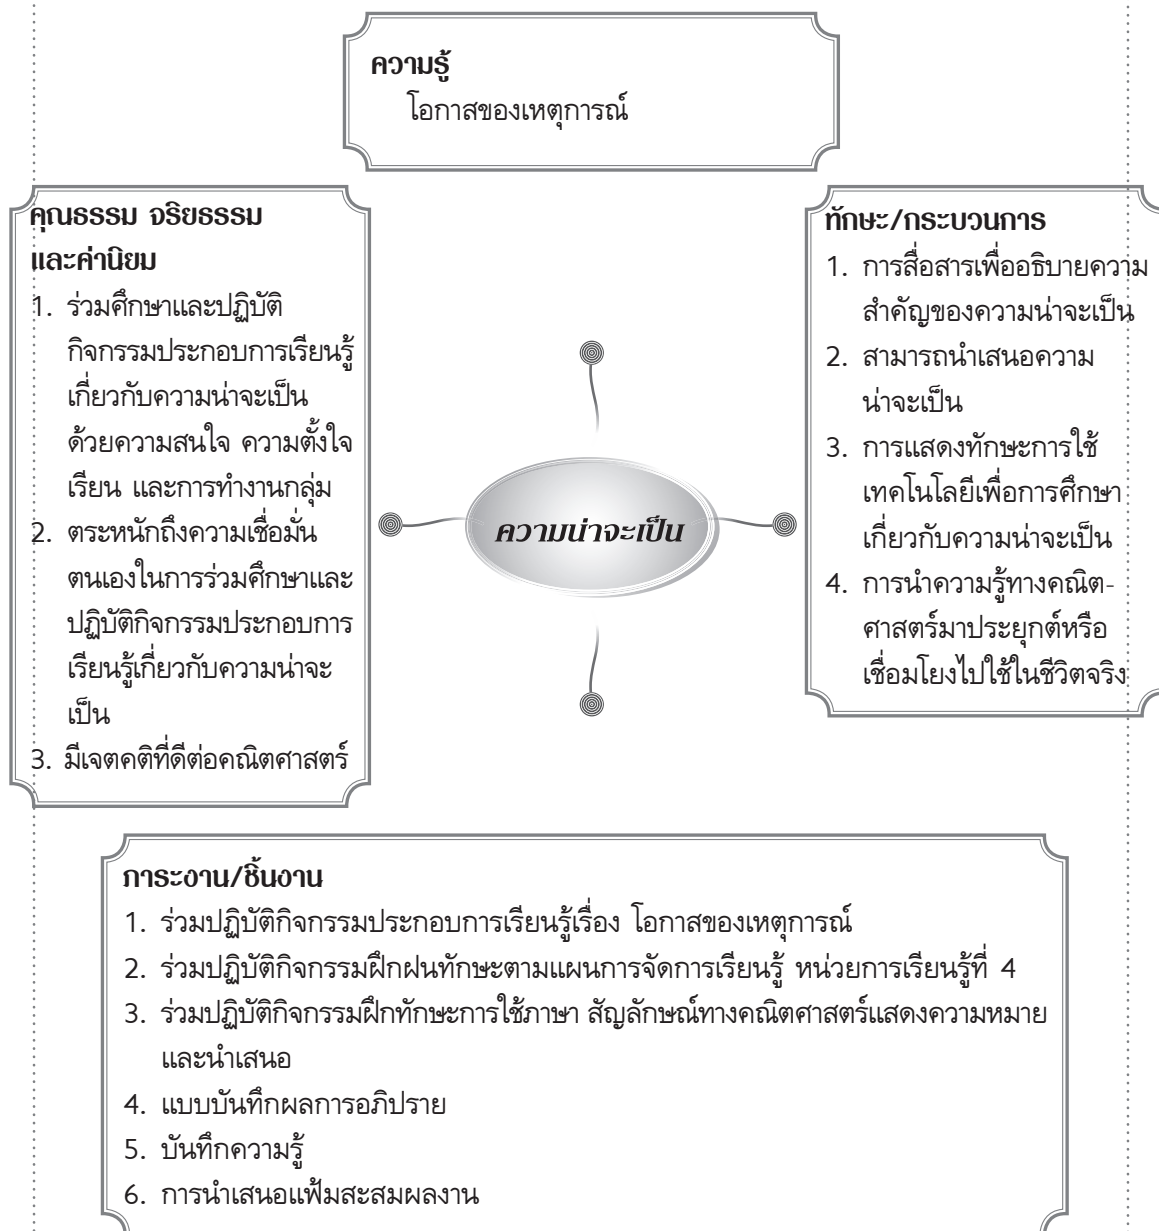 ความรู้
โอกาสของเหตุการณ์
คุณธรรม จริยธรรม
และค่านิยม
1. ร่วมศึกษาและปฏิบัติ
กิจกรรมประกอบการเรียนรู้
เกี่ยวกับความน่าจะเป็น
ด้วยความสนใจ ความตั้งใจ
เรียน และการทำงานกลุ่ม
2. ตระหนักถึงความเชื่อมั่น
ตนเองในการร่วมศึกษาและ
ปฏิบัติกิจกรรมประกอบการ
เรียนรู้เกี่ยวกับความน่าจะ
เป็น
3. มีเจตคติที่ดีต่อคณิตศาสตร์
ความน่าจะเป็น
ทักษะ/กระบวนการ
1. การสื่อสารเพื่ออธิบายความ
สำคัญของความน่าจะเป็น
2. สามารถนำเสนอความ
น่าจะเป็น
3. การแสดงทักษะการใช้
เทคโนโลยีเพื่อการศึกษา
เกี่ยวกับความน่าจะเป็น
4. การนำความรู้ทางคณิต-
ศาสตร์มาประยุกต์หรือ
เชื่อมโยงไปใช้ในชีวิตจริง
ภาระงาน/ชิ้นงาน
1. ร่วมปฏิบัติกิจกรรมประกอบการเรียนรู้เรื่อง โอกาสของเหตุการณ์
2. ร่วมปฏิบัติกิจกรรมฝึกฝนทักษะตามแผนการจัดการเรียนรู้ หน่วยการเรียนรู้ที่ 4
3. ร่วมปฏิบัติกิจกรรมฝึกทักษะการใช้ภาษา สัญลักษณ์ทางคณิตศาสตร์แสดงความหมาย
และนำเสนอ
4. แบบบันทึกผลการอภิปราย
5. บันทึกความรู้
6. การนำเสนอแฟ้มสะสมผลงาน